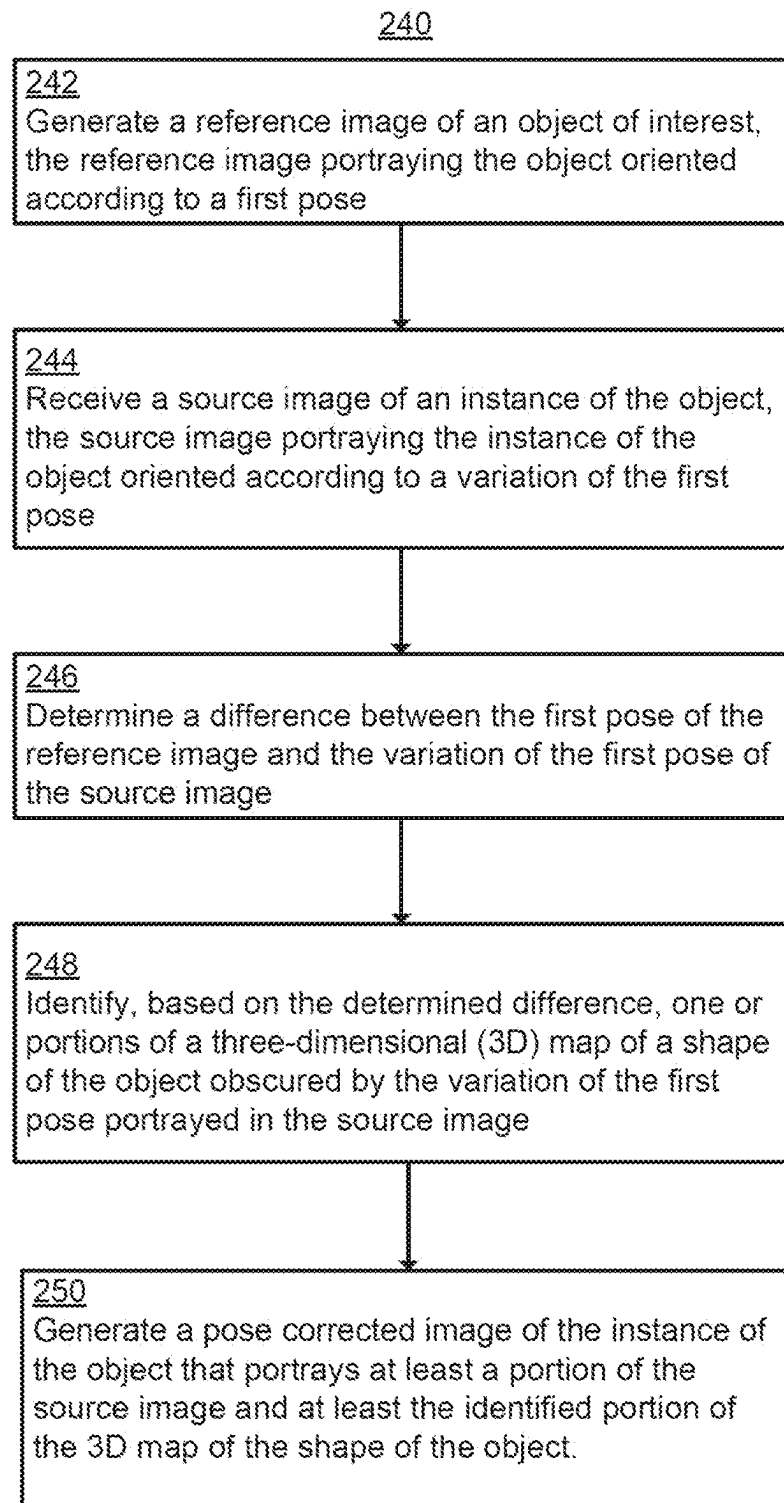 240
242
Generate a reference image of an object of interest,
the reference image portraying the object oriented
according to a first pose
244
Receive a source image of an instance of the object,
the source image portraying the instance of the
object oriented according to a variation of the first
pose
246
Determine a difference between the first pose of the
reference image and the variation of the first pose of
the source image
248
Identify, based on the determined difference, one or
portions of a three-dimensional (3D) map of a shape
of the object obscured by the variation of the first
pose portrayed in the source image
250
Generate a pose corrected image of the instance of
the object that portrays at least a portion of the
source image and at least the identified portion of
the 3D map of the shape of the object.